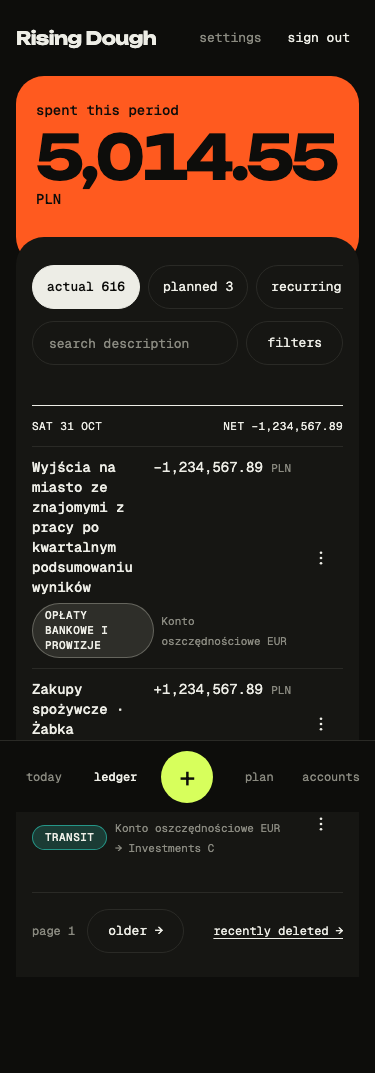 Rising Dough
settings
sign out
spent this period
5,014.55
PLN
actual 616
planned 3
recurring
search description
filters
SAT 31 OCT
NET −1,234,567.89
Wyjścia na
miasto ze
znajomymi z
pracy po
kwartalnym
podsumowaniu
wyników
−1,234,567.89 PLN
OPŁATY
BANKOWE I
PROWIZJE
Konto
oszczędnościowe EUR
Zakupy
spożywcze ·
Żabka
+1,234,567.89 PLN
today
ledger
+
plan
accounts
TRANSIT
Konto oszczędnościowe EUR
→ Investments C
page 1
older →
recently deleted →